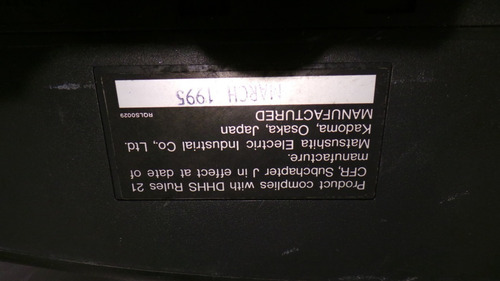 Product complies with DHHS Rules 21
CFR, Subchapter J in effect at date of
manufacture.
Matsushita Electric Industrial Co., Ltd.
Kadoma, Osaka, Japan
MANUFACTURED
RQLS0029
MARCH 1995